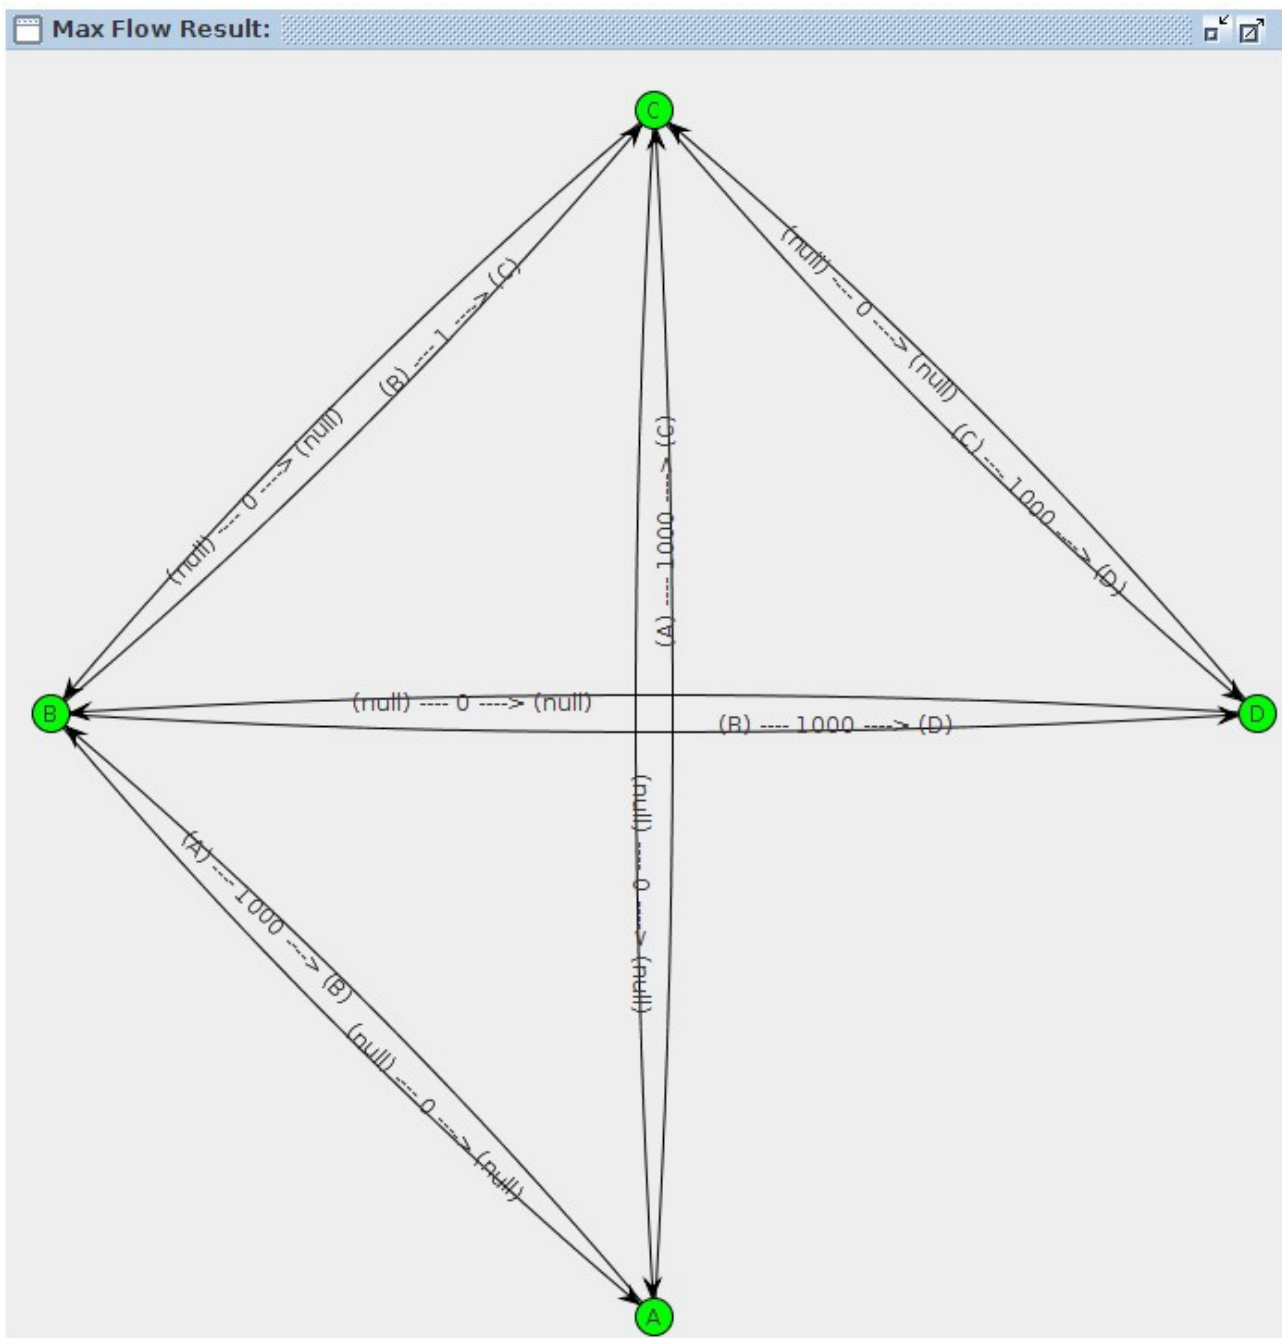 Max Flow Result:
C
(null) ---- 0 ----> (null)
(B) ---- 1 ----> (C)
(null) ---- 0 ----> (null)
(A) ---- 1000 ----> (C)
(C) ---- 1000 ----> (D)
B
(null) ---- 0 ----> (null)
(B) ---- 1000 ----> (D)
D
(null) ---- 0 ----> (null)
(A) ---- 1000 ----> (B)
(null) ---- 0 ----> (null)
A